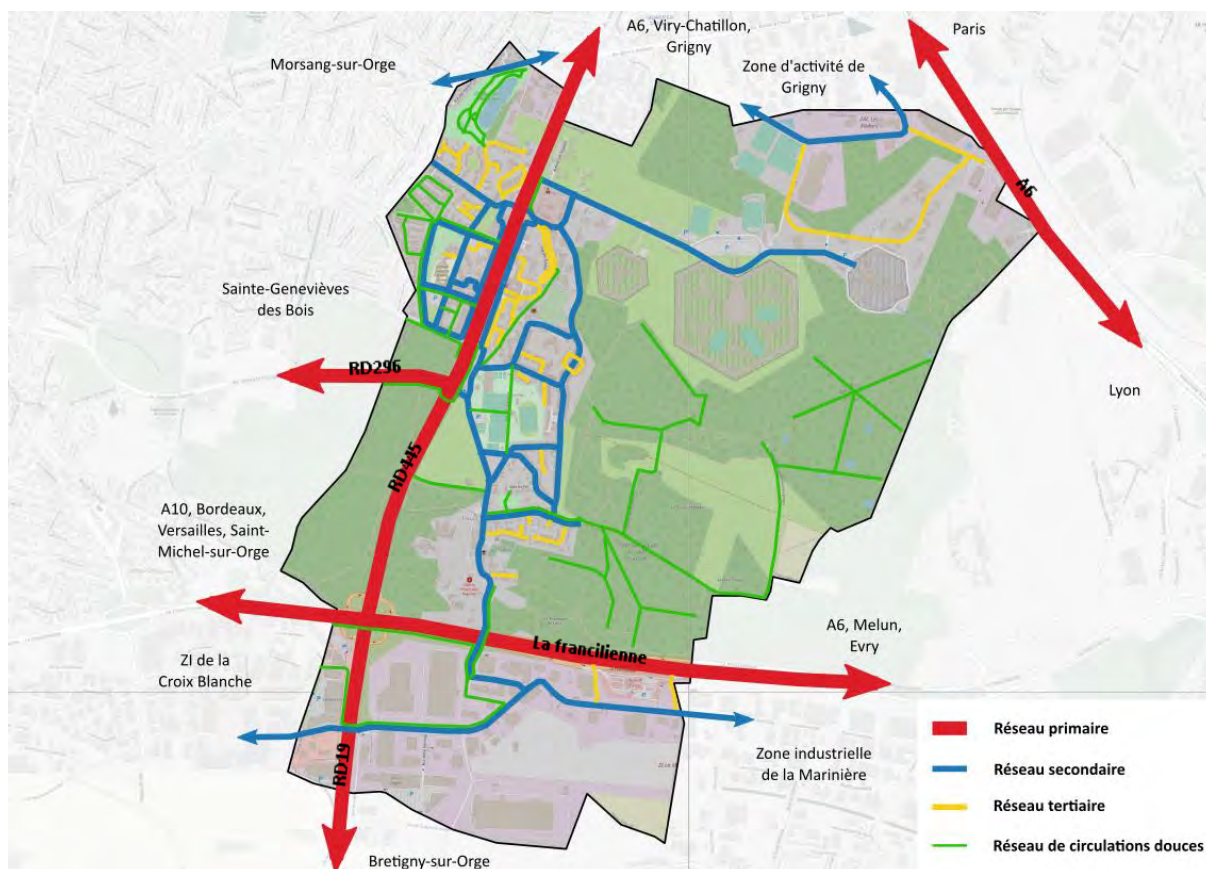 A6, Viry-Chatillon,
Grigny
Paris
Morsang-sur-Orge
Zone d'activité de
Grigny
A6
Sainte-Geneviève​s
des Bois
RD296
Lyon
RD445
A10, Bordeaux,
Versailles, Saint-
Michel-sur-Orge
La francilienne
A6, Melun,
Evry
ZI de la
Croix Blanche
RD19
Zone industrielle
de la Marinière
Bretigny-sur-Orge
Réseau primaire
Réseau secondaire
Réseau tertiaire
Réseau de circulations douces